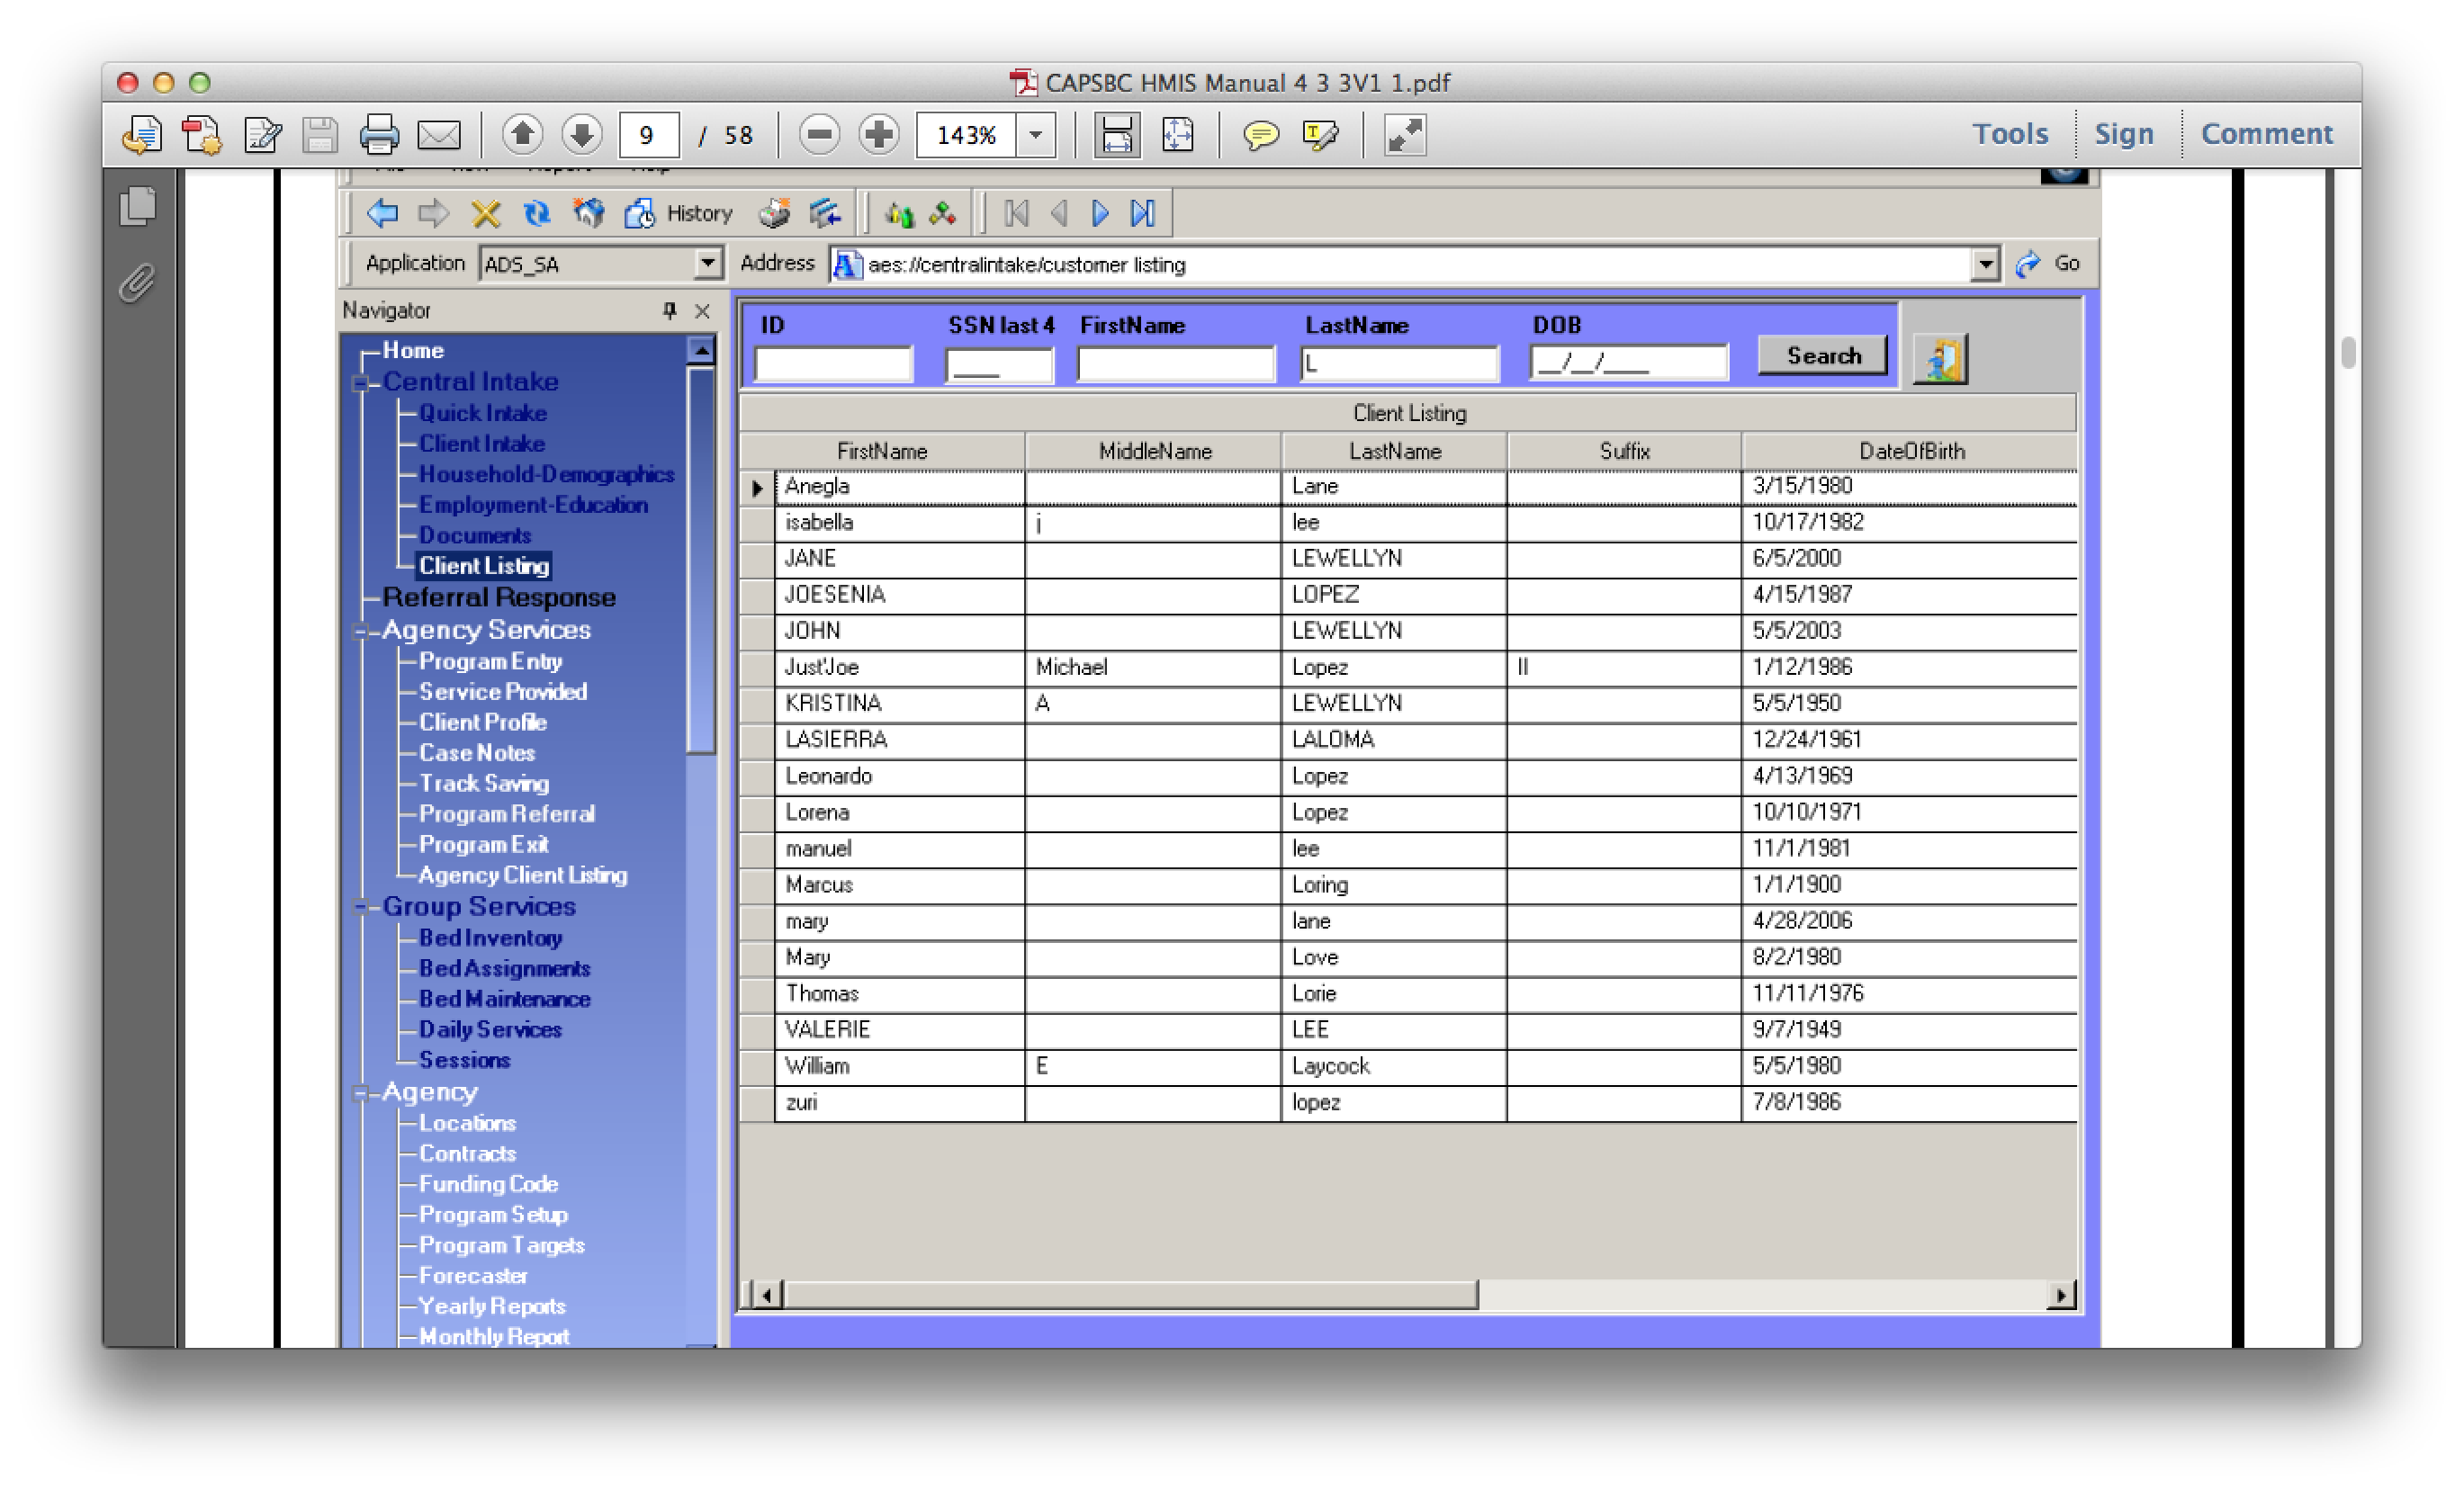 CAPSBC HMIS Manual 4 3 3V1 1.pdf
9 / 58 143% Tools Sign Comment
History
Application ADS_SA Address aes://centralintake/customer listing Go
Navigator
Home
Central Intake
Quick Intake
Client Intake
Household-Demographics
Employment-Education
Documents
Client Listing
Referral Response
Agency Services
Program Entry
Service Provided
Client Profile
Case Notes
Track Saving
Program Referral
Program Exit
Agency Client Listing
Group Services
Bed Inventory
Bed Assignments
Bed Maintenance
Daily Services
Sessions
Agency
Locations
Contracts
Funding Code
Program Setup
Program Targets
Forecaster
Yearly Reports
Monthly Report
ID SSN last 4 FirstName LastName DOB
____ L __/__/____ Search
Client Listing
FirstName MiddleName LastName Suffix DateOfBirth
Anegla Lane 3/15/1980
isabella j lee 10/17/1982
JANE LEWELLYN 6/5/2000
JOESENIA LOPEZ 4/15/1987
JOHN LEWELLYN 5/5/2003
Just'Joe Michael Lopez II 1/12/1986
KRISTINA A LEWELLYN 5/5/1950
LASIERRA LALOMA 12/24/1961
Leonardo Lopez 4/13/1969
Lorena Lopez 10/10/1971
manuel lee 11/1/1981
Marcus Loring 1/1/1900
mary lane 4/28/2006
Mary Love 8/2/1980
Thomas Lorie 11/11/1976
VALERIE LEE 9/7/1949
William E Laycock 5/5/1980
zuri lopez 7/8/1986